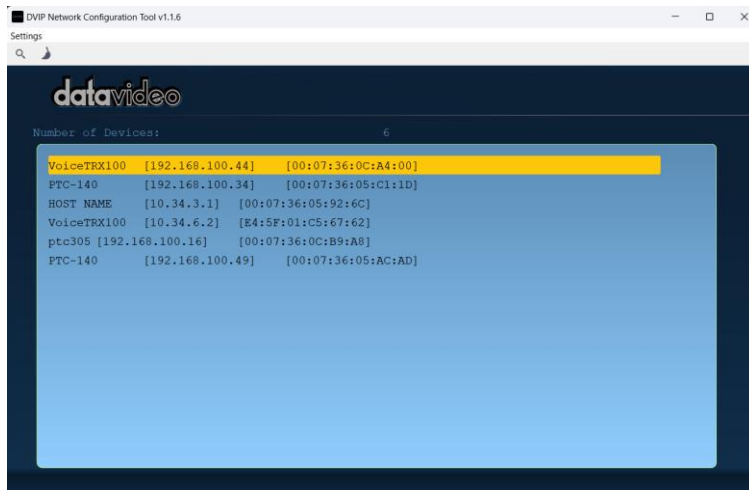 DVIP Network Configuration Tool v1.1.6
Settings
datavideo
Number of Devices: 6
VoiceTRX100 [192.168.100.44] [00:07:36:0C:A4:00]
PTC-140 [192.168.100.34] [00:07:36:05:C1:1D]
HOST NAME [10.34.3.1] [00:07:36:05:92:6C]
VoiceTRX100 [10.34.6.2] [E4:5F:01:C5:67:62]
ptc305 [192.168.100.16] [00:07:36:0C:B9:A8]
PTC-140 [192.168.100.49] [00:07:36:05:AC:AD]